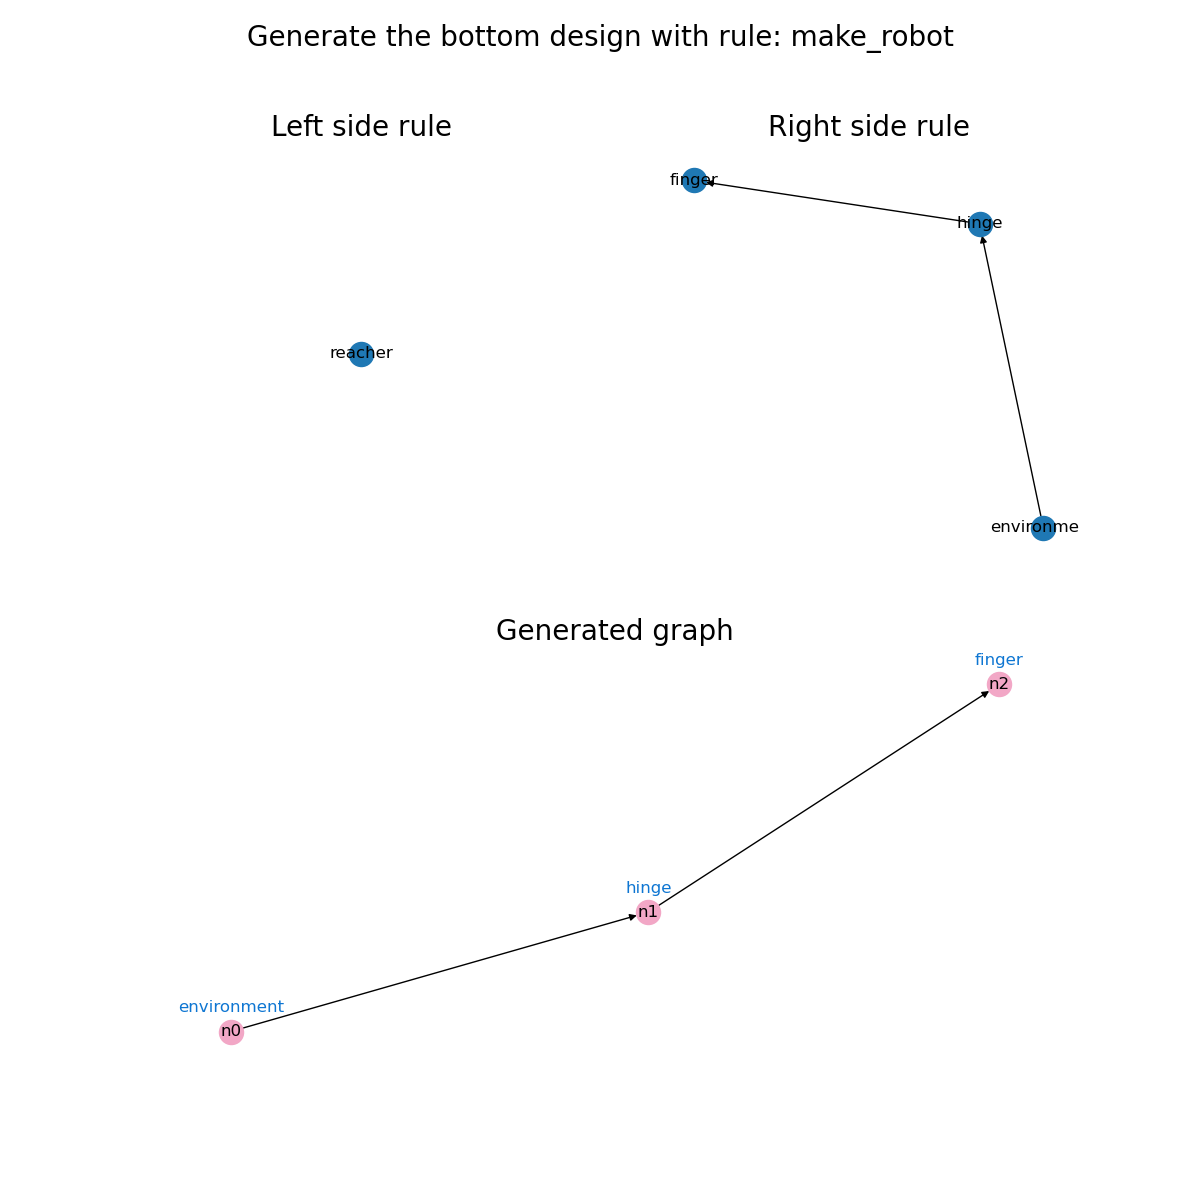 Generate the bottom design with rule: make_robot
Left side rule
Right side rule
finger
hinge
reacher
environme
Generated graph
finger
n2
hinge
n1
environment
n0